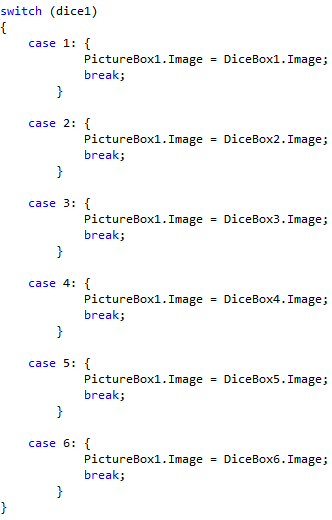 switch (dice1)
{
    case 1: {
            PictureBox1.Image = DiceBox1.Image;
            break;
        }

    case 2: {
            PictureBox1.Image = DiceBox2.Image;
            break;
        }

    case 3: {
            PictureBox1.Image = DiceBox3.Image;
            break;
        }

    case 4: {
            PictureBox1.Image = DiceBox4.Image;
            break;
        }

    case 5: {
            PictureBox1.Image = DiceBox5.Image;
            break;
        }

    case 6: {
            PictureBox1.Image = DiceBox6.Image;
            break;
        }
}